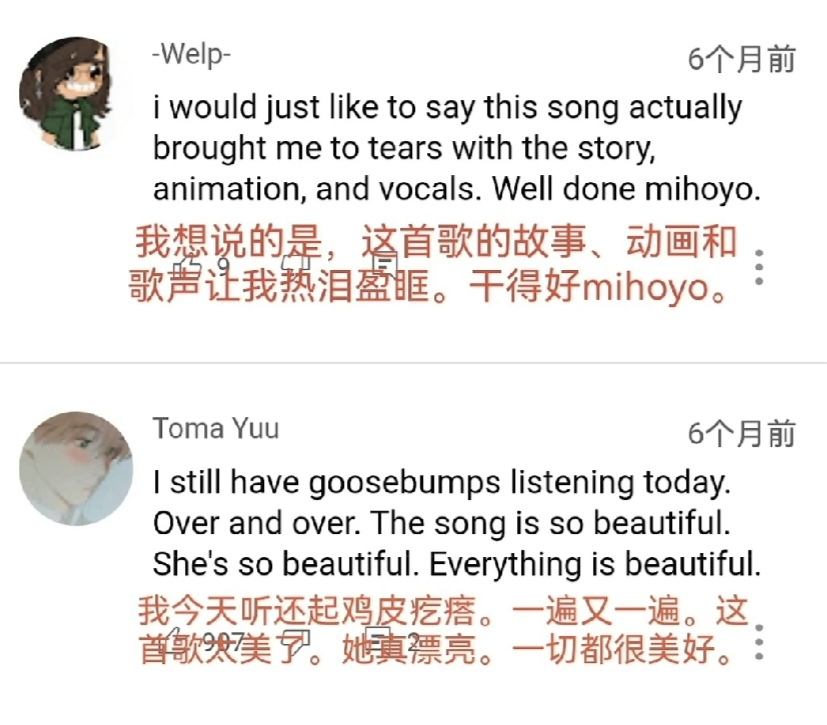 -Welp-
6个月前
i would just like to say this song actually
brought me to tears with the story,
animation, and vocals. Well done mihoyo.
我想说的是，这首歌的故事、动画和
9
歌声让我热泪盈眶。干得好mihoyo。
Toma Yuu
6个月前
I still have goosebumps listening today.
Over and over. The song is so beautiful.
She's so beautiful. Everything is beautiful.
我今天听还起鸡皮疙瘩。一遍又一遍。这
907 2
首歌太美了。她真漂亮。一切都很美好。